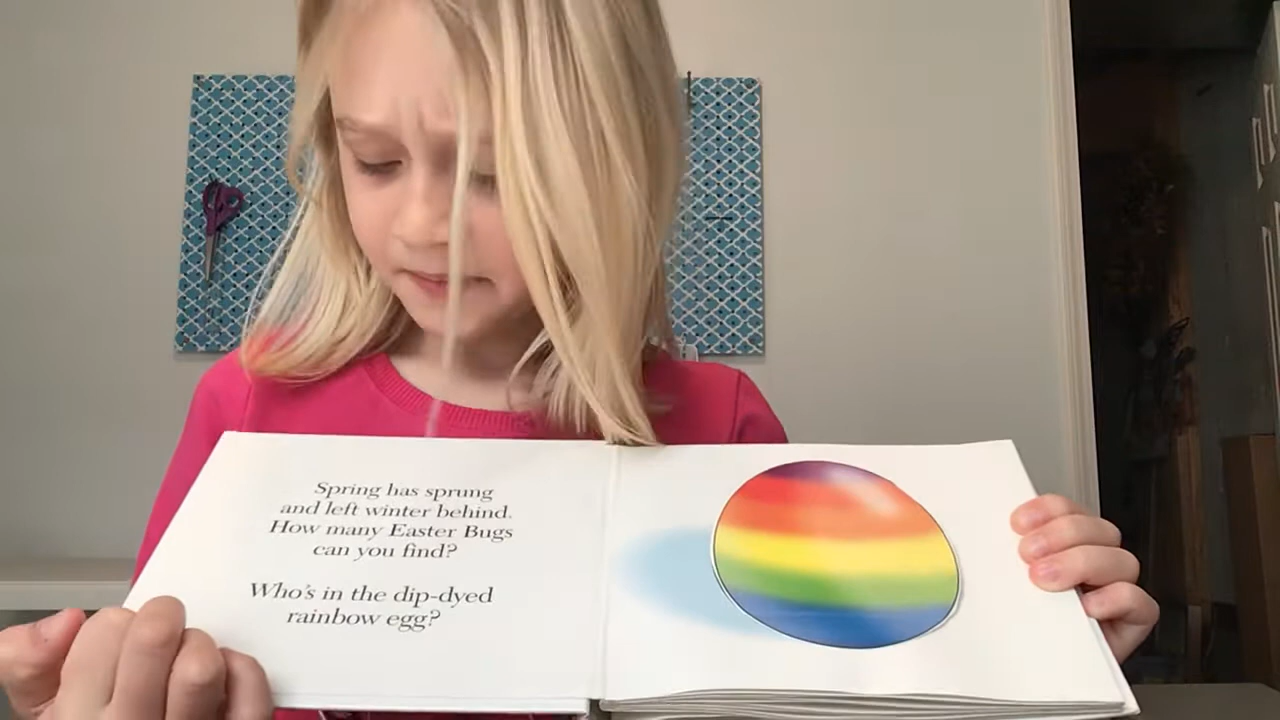 Spring has sprung
and left winter behind.
How many Easter Bugs
can you find?
Who's in the dip-dyed
rainbow egg?